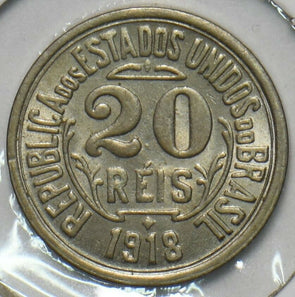 REPUBLICA DOS ESTADOS UNIDOS DO BRASIL
20
RÉIS
1918